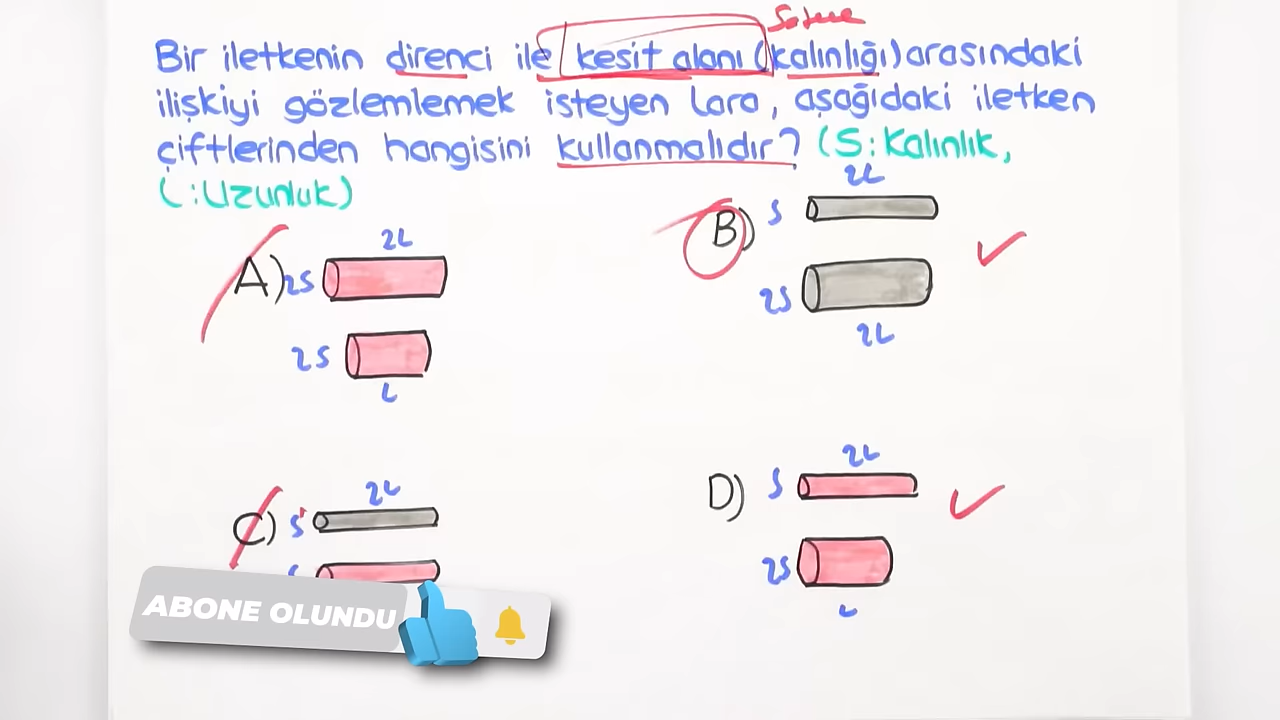 Sadece
Bir iletkenin direnci ile kesit alanı (kalınlığı) arasındaki
ilişkiyi gözlemlemek isteyen Lara, aşağıdaki iletken
çiftlerinden hangisini kullanmalıdır? (S: Kalınlık,
L: Uzunluk)
A) 2L
2S
2S
L
B) 2L
S
2S
2L
C) 2L
S
D) 2L
S
2S
L
ABONE OLUNDU